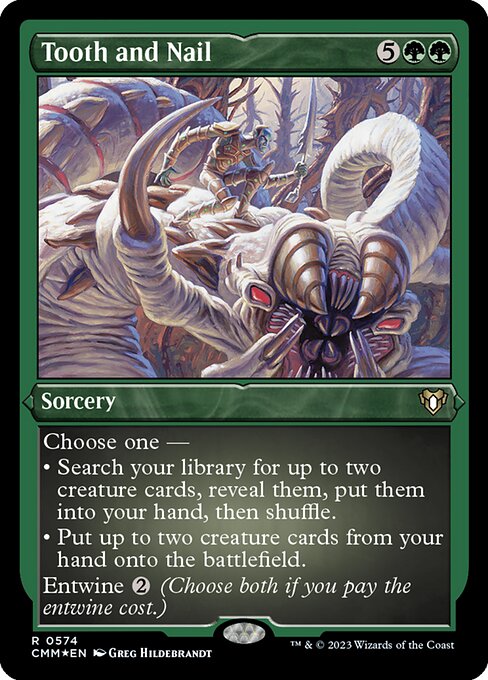 Tooth and Nail 5
Sorcery
Choose one —
• Search your library for up to two
creature cards, reveal them, put them
into your hand, then shuffle.
• Put up to two creature cards from your
hand onto the battlefield.
Entwine 2 (Choose both if you pay the
entwine cost.)
R 0574
CMM★EN Greg Hildebrandt
™ & © 2023 Wizards of the Coast